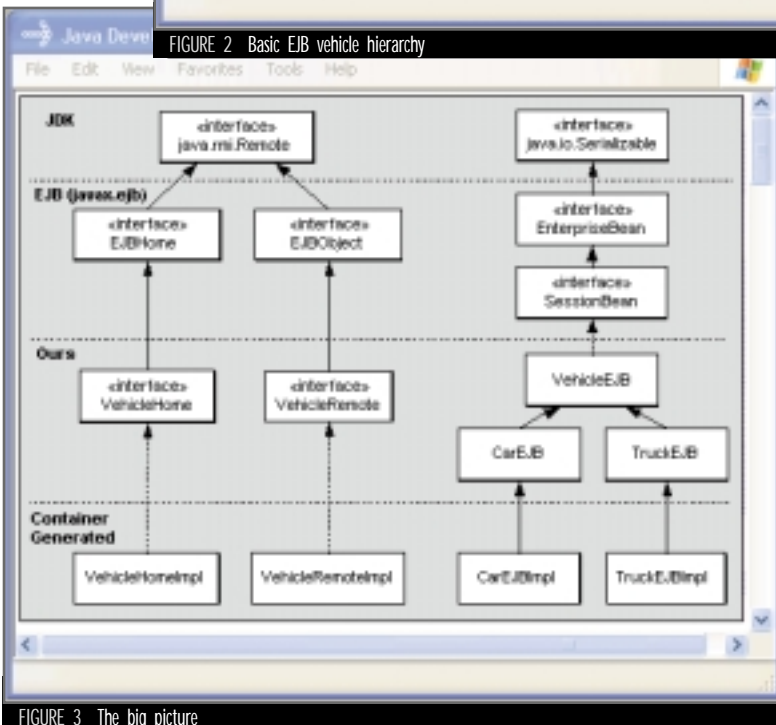 FIGURE 2 Basic EJB vehicle hierarchy
Java Deve
File Edit View Favorites Tools Help
JDK
«interface»
java.rmi.Remote
«interface»
java.io.Serializable
EJB (javax.ejb)
«interface»
EJBHome
«interface»
EJBObject
«interface»
EnterpriseBean
«interface»
SessionBean
Ours
«interface»
VehicleHome
«interface»
VehicleRemote
VehicleEJB
CarEJB
TruckEJB
Container
Generated
VehicleHomeImpl
VehicleRemoteImpl
CarEJBImpl
TruckEJBImpl
FIGURE 3 The big picture